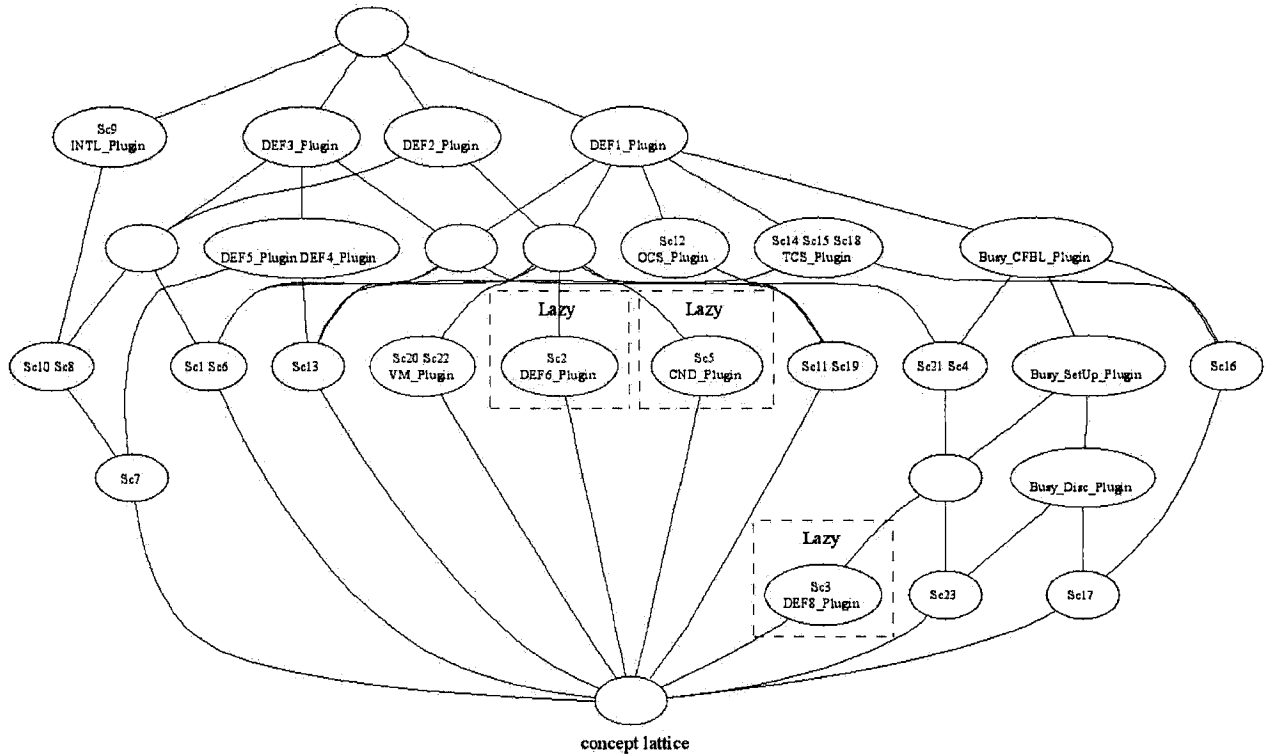 Sc9
INTL_Plugin
DEF3_Plugin
DEF2_Plugin
DEF1_Plugin
DEF5_Plugin DEF4_Plugin
Sc12
OCS_Plugin
Sc14 Sc15 Sc18
TCS_Plugin
Busy_CFBL_Plugin
Lazy
Lazy
Sc10 Sc8
Sc1 Sc6
Sc13
Sc20 Sc22
VM_Plugin
Sc2
DEF6_Plugin
Sc5
CND_Plugin
Sc11 Sc19
Sc21 Sc4
Busy_SetUp_Plugin
Sc16
Sc7
Busy_Disc_Plugin
Lazy
Sc3
DEF8_Plugin
Sc23
Sc17
concept lattice